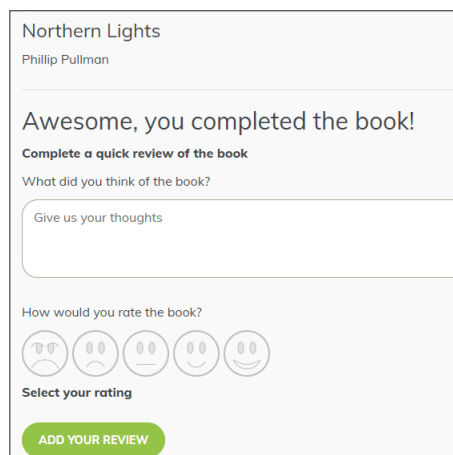 Northern Lights
Phillip Pullman
Awesome, you completed the book!
Complete a quick review of the book
What did you think of the book?
Give us your thoughts
How would you rate the book?
Select your rating
ADD YOUR REVIEW